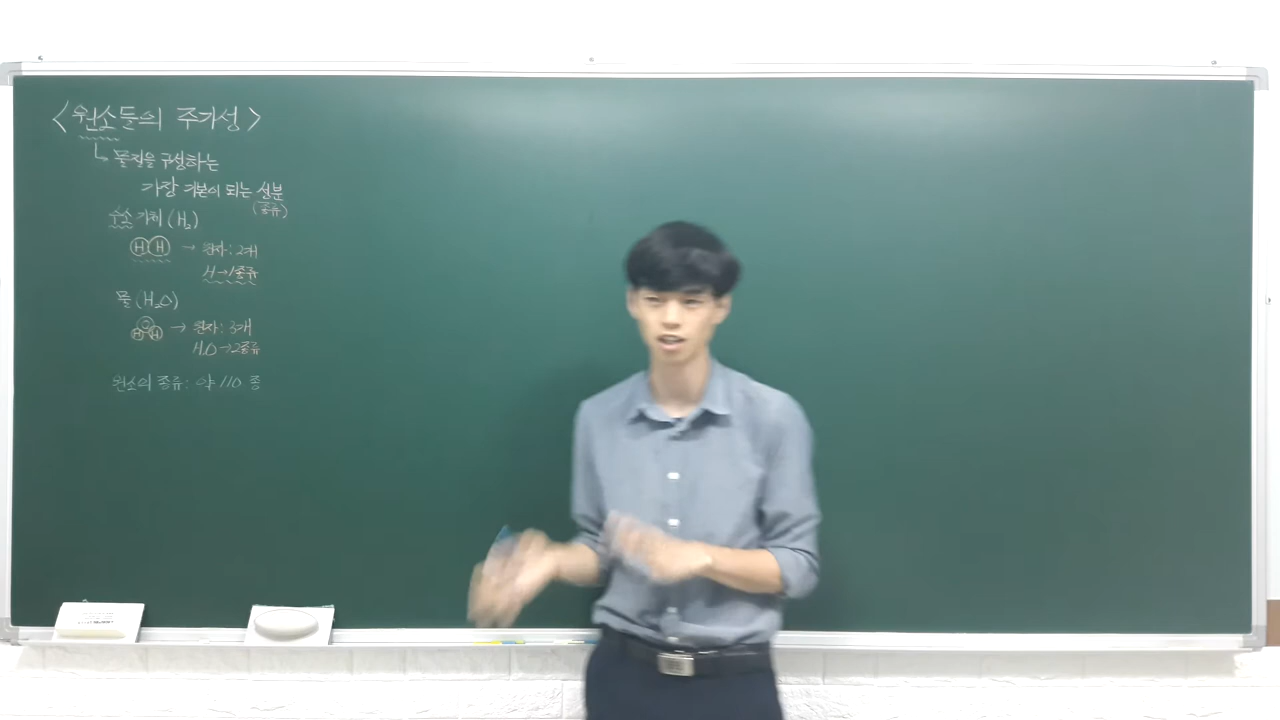 <원소들의 주기성>
물질을 구성하는
가장 기본이 되는 성분
(종류)
수소 기체 (H₂)
H H → 원자: 2개
H → 1종류
물 (H₂O)
H O H → 원자: 3개
H, O → 2종류
원소의 종류: 약 110 종